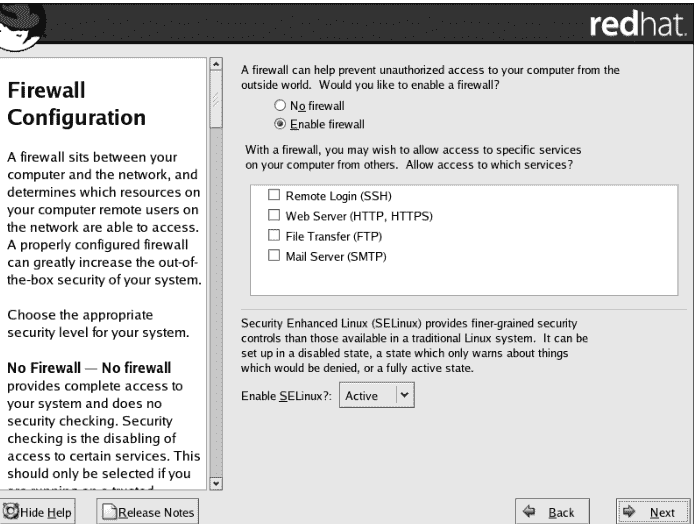 redhat.
Firewall
Configuration
A firewall sits between your
computer and the network, and
determines which resources on
your computer remote users on
the network are able to access.
A properly configured firewall
can greatly increase the out-of-
the-box security of your system.
Choose the appropriate
security level for your system.
No Firewall — No firewall
provides complete access to
your system and does no
security checking. Security
checking is the disabling of
access to certain services. This
should only be selected if you
A firewall can help prevent unauthorized access to your computer from the
outside world.  Would you like to enable a firewall?
No firewall
Enable firewall
With a firewall, you may wish to allow access to specific services
on your computer from others.  Allow access to which services?
Remote Login (SSH)
Web Server (HTTP, HTTPS)
File Transfer (FTP)
Mail Server (SMTP)
Security Enhanced Linux (SELinux) provides finer-grained security
controls than those available in a traditional Linux system.  It can be
set up in a disabled state, a state which only warns about things
which would be denied, or a fully active state.
Enable SELinux?: Active
Hide Help Release Notes Back Next